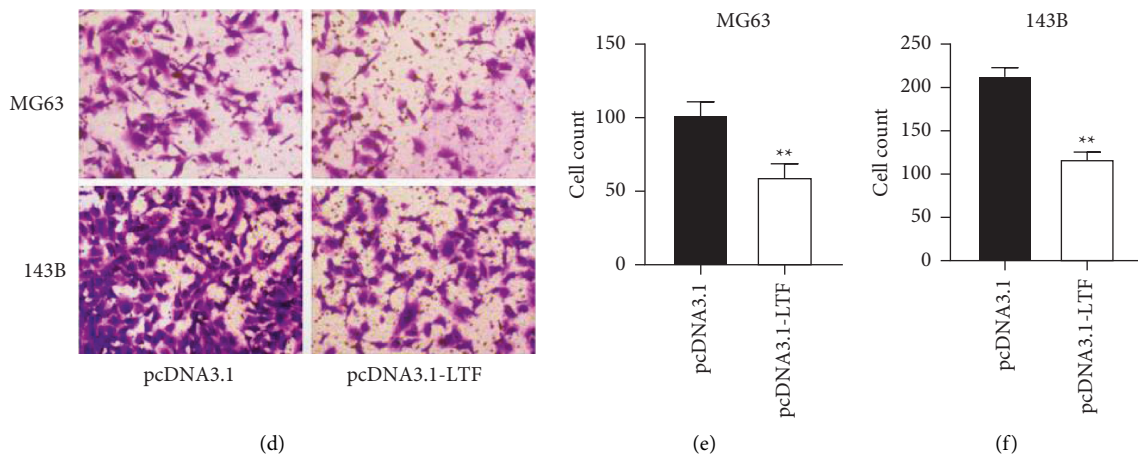 MG63
143B
pcDNA3.1
pcDNA3.1-LTF
(d)
MG63
Cell count
150
100
50
0
**
pcDNA3.1
pcDNA3.1-LTF
(e)
143B
Cell count
250
200
150
100
50
0
**
pcDNA3.1
pcDNA3.1-LTF
(f)